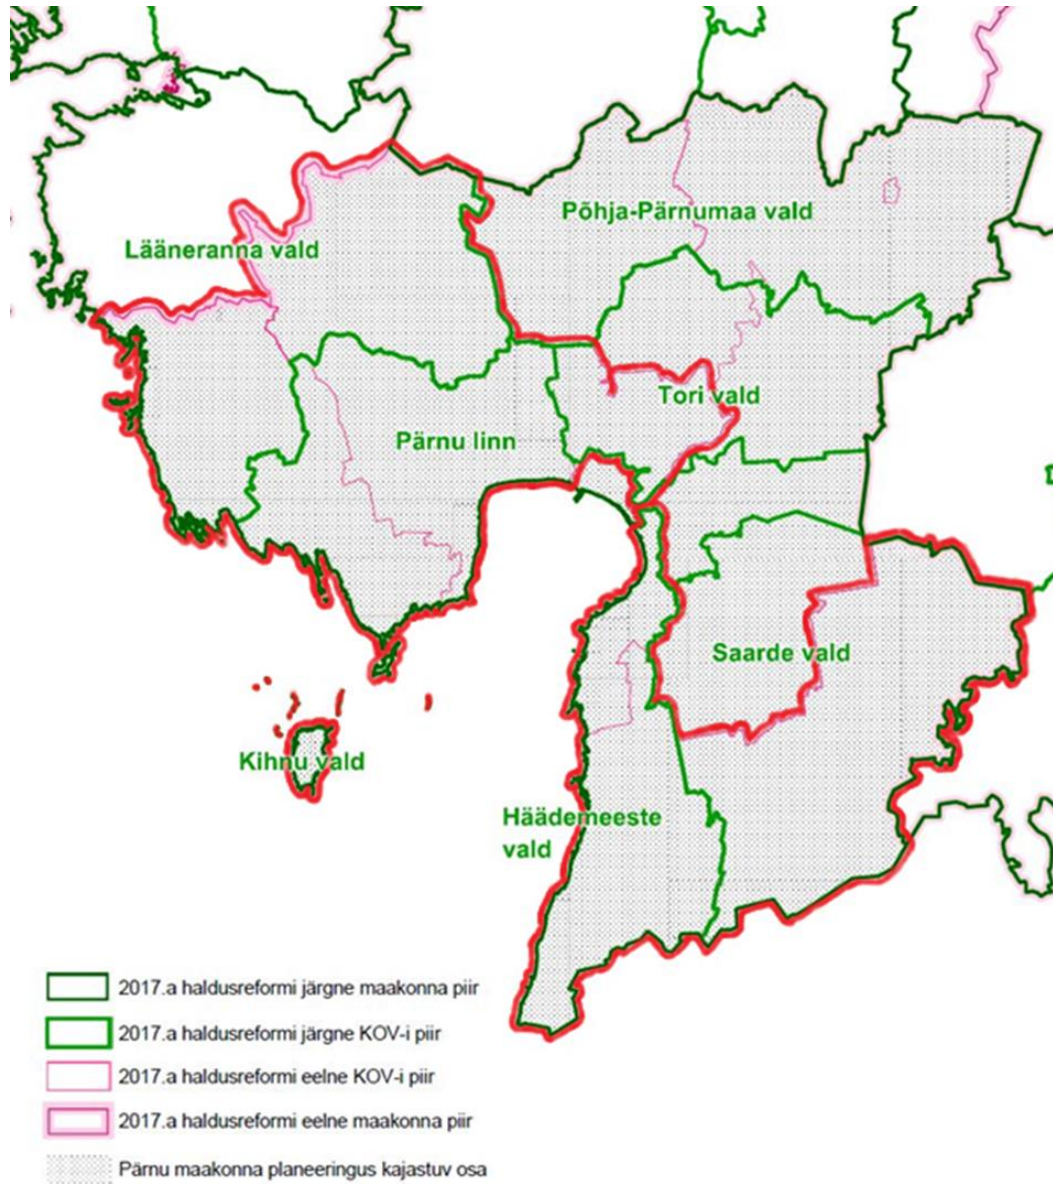 Põhja-Pärnumaa vald
Lääneranna vald
Tori vald
Pärnu linn
Saarde vald
Kihnu vald
Häädemeeste
vald
2017.a haldusreformi järgne maakonna piir
2017.a haldusreformi järgne KOV-i piir
2017.a haldusreformi eelne KOV-i piir
2017.a haldusreformi eelne maakonna piir
Pärnu maakonna planeeringus kajastuv osa